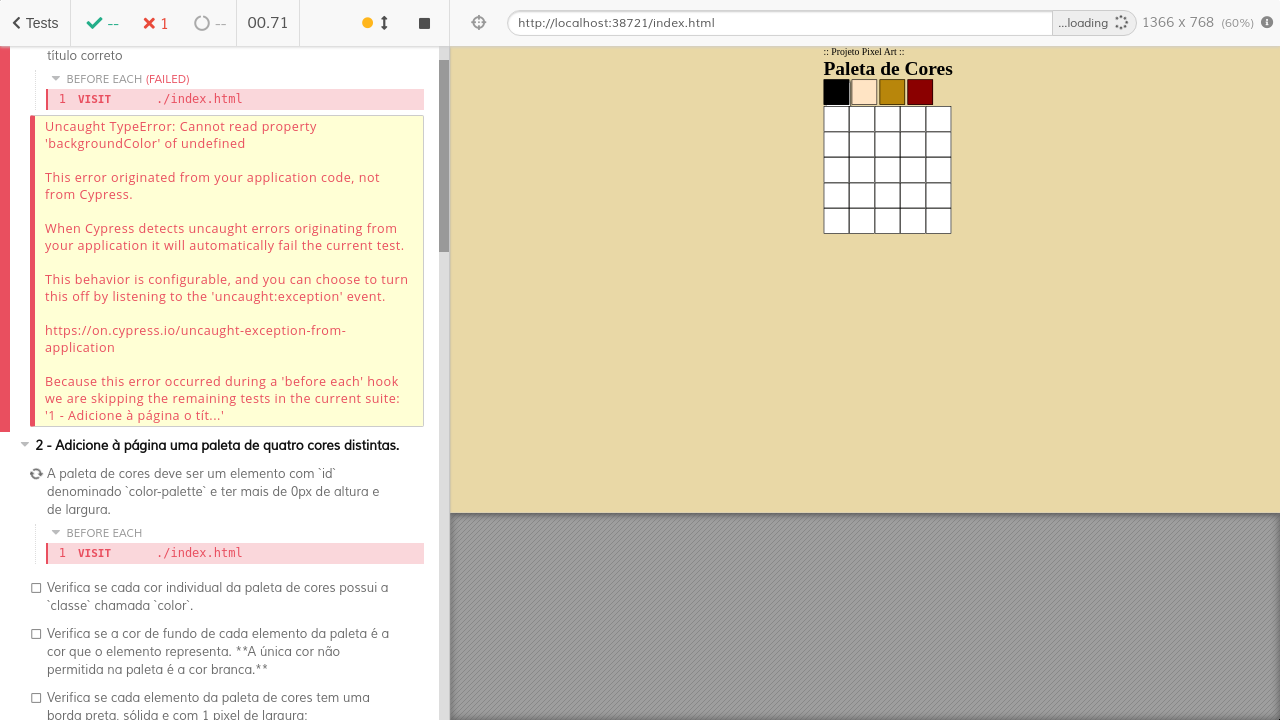 Tests
--
1
--
00.71
http://localhost:38721/index.html
...loading
1366 x 768 (60%)
título correto
BEFORE EACH (FAILED)
1 VISIT ./index.html
Uncaught TypeError: Cannot read property
'backgroundColor' of undefined
This error originated from your application code, not
from Cypress.
When Cypress detects uncaught errors originating from
your application it will automatically fail the current test.
This behavior is configurable, and you can choose to turn
this off by listening to the 'uncaught:exception' event.
https://on.cypress.io/uncaught-exception-from-
application
Because this error occurred during a 'before each' hook
we are skipping the remaining tests in the current suite:
'1 - Adicione à página o tít...'
2 - Adicione à página uma paleta de quatro cores distintas.
A paleta de cores deve ser um elemento com `id`
denominado `color-palette` e ter mais de 0px de altura e
de largura.
BEFORE EACH
1 VISIT ./index.html
Verifica se cada cor individual da paleta de cores possui a
`classe` chamada `color`.
Verifica se a cor de fundo de cada elemento da paleta é a
cor que o elemento representa. **A única cor não
permitida na paleta é a cor branca.**
Verifica se cada elemento da paleta de cores tem uma
borda preta, sólida e com 1 pixel de largura;
:: Projeto Pixel Art ::
Paleta de Cores